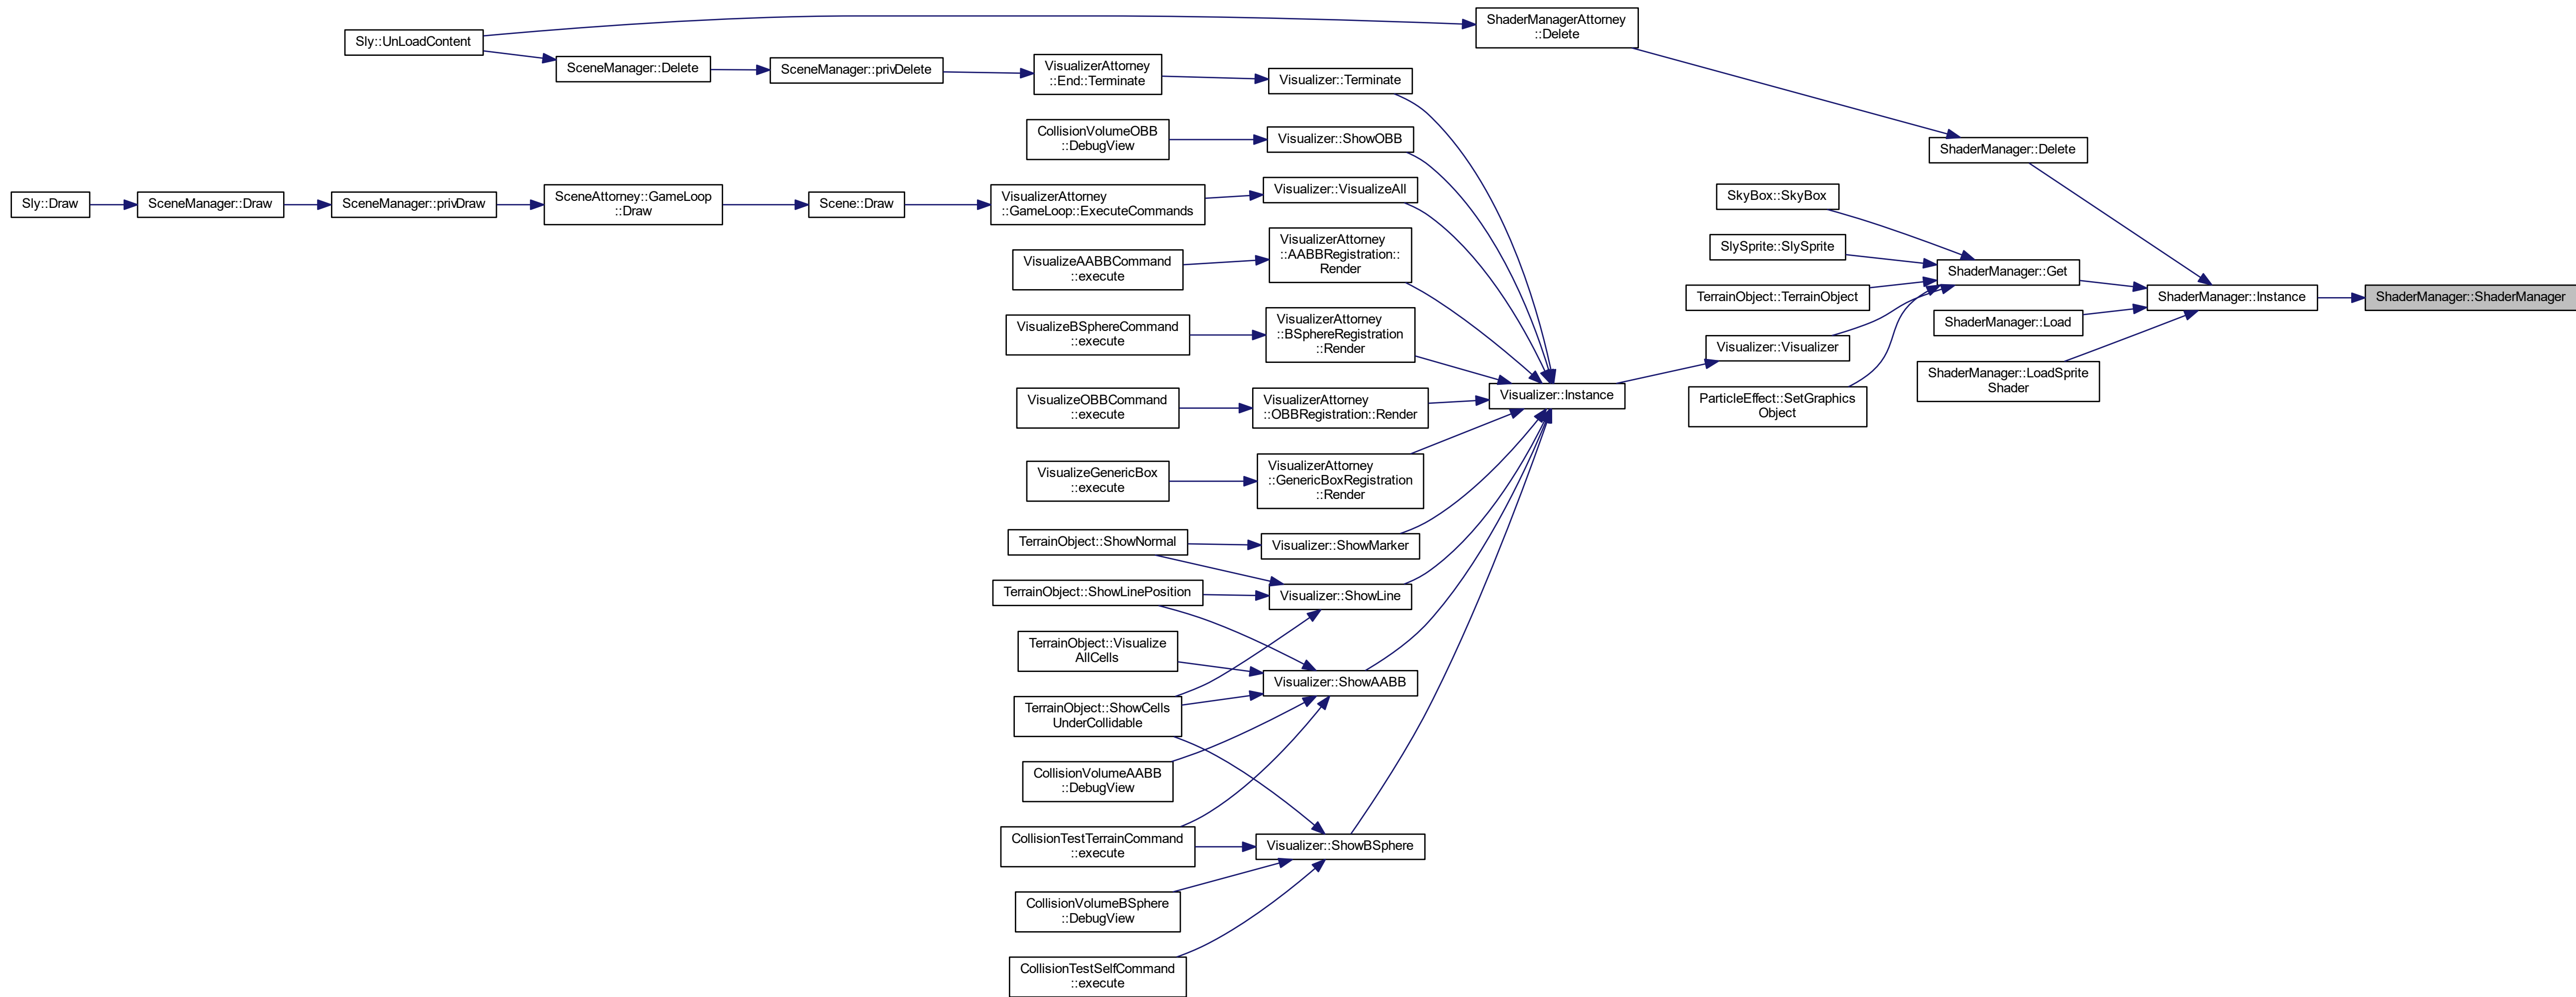 ShaderManagerAttorney
::Delete
Sly::UnLoadContent
SceneManager::Delete
SceneManager::privDelete
VisualizerAttorney
::End::Terminate
Visualizer::Terminate
CollisionVolumeOBB
::DebugView
Visualizer::ShowOBB
ShaderManager::Delete
Sly::Draw
SceneManager::Draw
SceneManager::privDraw
SceneAttorney::GameLoop
::Draw
Scene::Draw
VisualizerAttorney
::GameLoop::ExecuteCommands
Visualizer::VisualizeAll
SkyBox::SkyBox
SlySprite::SlySprite
VisualizeAABBCommand
::execute
VisualizerAttorney
::AABBRegistration::
Render
ShaderManager::Get
TerrainObject::TerrainObject
ShaderManager::Instance
ShaderManager::ShaderManager
VisualizeBSphereCommand
::execute
VisualizerAttorney
::BSphereRegistration
::Render
ShaderManager::Load
Visualizer::Visualizer
ShaderManager::LoadSprite
Shader
VisualizeOBBCommand
::execute
VisualizerAttorney
::OBBRegistration::Render
Visualizer::Instance
ParticleEffect::SetGraphics
Object
VisualizeGenericBox
::execute
VisualizerAttorney
::GenericBoxRegistration
::Render
TerrainObject::ShowNormal
Visualizer::ShowMarker
TerrainObject::ShowLinePosition
Visualizer::ShowLine
TerrainObject::Visualize
AllCells
Visualizer::ShowAABB
TerrainObject::ShowCells
UnderCollidable
CollisionVolumeAABB
::DebugView
CollisionTestTerrainCommand
::execute
Visualizer::ShowBSphere
CollisionVolumeBSphere
::DebugView
CollisionTestSelfCommand
::execute